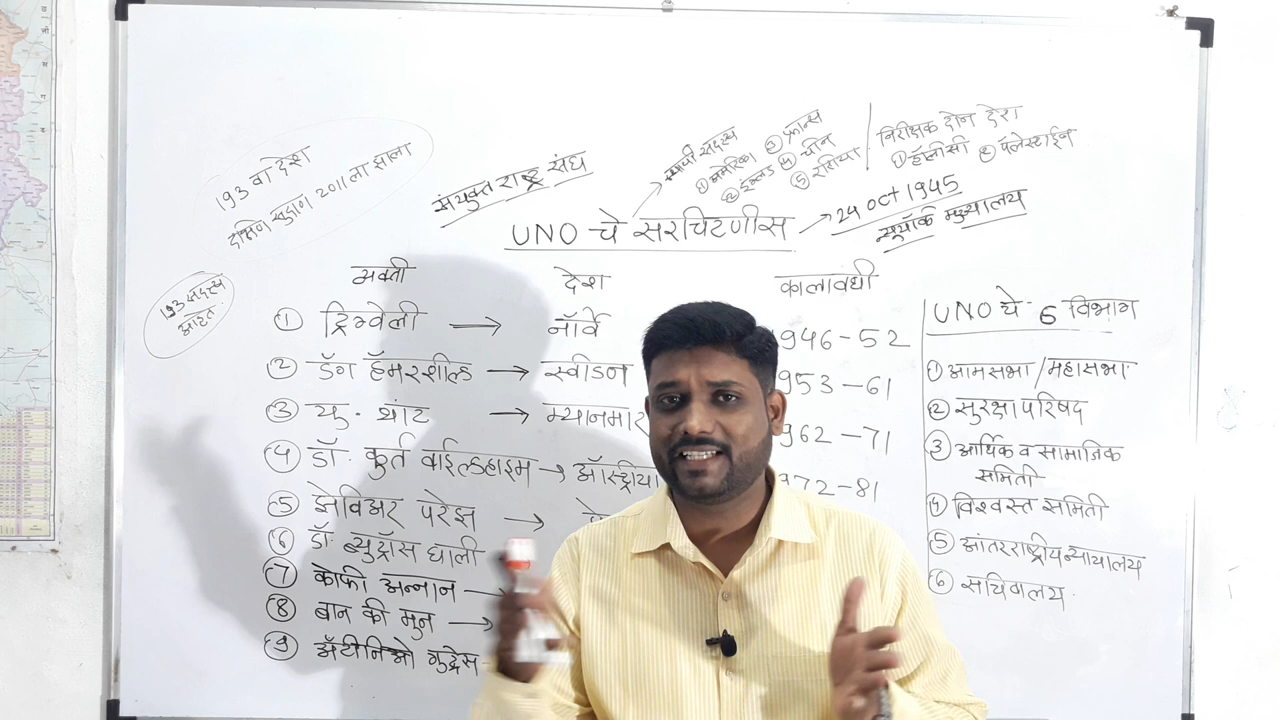 193 वा देश
दक्षिण सुदान 2011 ला झाला
193 सदस्य
आहेत
संयुक्त राष्ट्र संघ
स्थायी सदस्य
① अमेरिका ③ फ्रान्स
② इंग्लंड ④ चीन
⑤ रशिया
निरीक्षक दोन देश
① हॅलीसी ② पॅलेस्टाईन
UNO चे सरचिटणीस → 24 OCT 1945
न्यूयॉर्क मुख्यालय
व्यक्ती देश कालावधी
① ट्रिग्वेली → नॉर्वे 1946-52
② डॅग हॅमरशील्ड → स्वीडन 953-61
③ यु. थांट → म्यानमार 962-71
④ डॉ. कुर्त वाईल्डहाइम → ऑस्ट्रीया 972-81
⑤ झेविअर परेझ → पे
⑥ डॉ. ब्युट्रॉस घाली
⑦ कोफी अन्नान →
⑧ बान की मुन →
⑨ अँटोनिओ गुट्रेस
UNO चे 6 विभाग
① आमसभा/महासभा
② सुरक्षा परिषद
③ आर्थिक व सामाजिक
समिती
④ विश्वस्त समिती
⑤ आंतरराष्ट्रीय न्यायालय
⑥ सचिवालय.